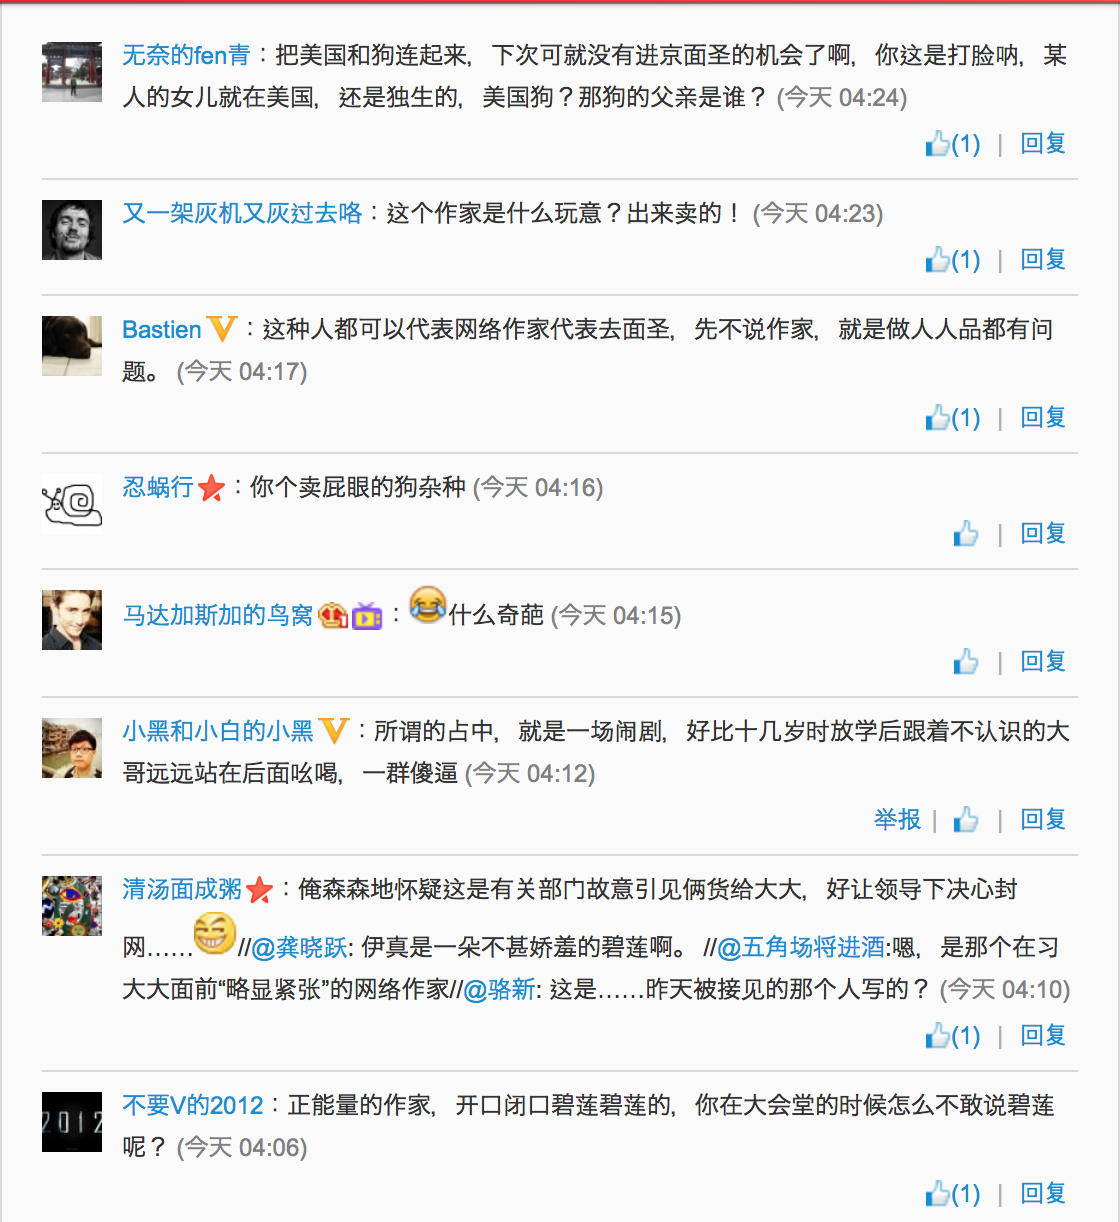 无奈的fen青：把美国和狗连起来，下次可就没有进京面圣的机会了啊，你这是打脸呐，某
人的女儿就在美国，还是独生的，美国狗？那狗的父亲是谁？ (今天 04:24)
(1) | 回复
又一架灰机又灰过去咯：这个作家是什么玩意？出来卖的！ (今天 04:23)
(1) | 回复
Bastien V：这种人都可以代表网络作家代表去面圣，先不说作家，就是做人人品都有问
题。 (今天 04:17)
(1) | 回复
忍蜗行：你个卖屁眼的狗杂种 (今天 04:16)
| 回复
马达加斯加的鸟窝：什么奇葩 (今天 04:15)
| 回复
小黑和小白的小黑 V：所谓的占中，就是一场闹剧，好比十几岁时放学后跟着不认识的大
哥远远站在后面吆喝，一群傻逼 (今天 04:12)
举报 | | 回复
清汤面成粥：俺森森地怀疑这是有关部门故意引见俩货给大大，好让领导下决心封
网……//@龚晓跃: 伊真是一朵不甚娇羞的碧莲啊。 //@五角场将进酒:嗯，是那个在习
大大面前“略显紧张”的网络作家//@骆新: 这是……昨天被接见的那个人写的？ (今天 04:10)
(1) | 回复
2012
不要V的2012：正能量的作家，开口闭口碧莲碧莲的，你在大会堂的时候怎么不敢说碧莲
呢？ (今天 04:06)
(1) | 回复